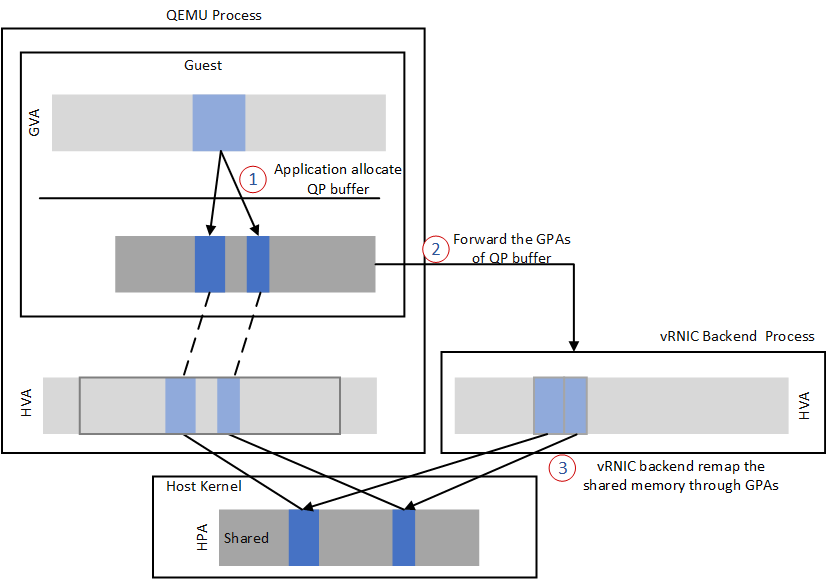 QEMU Process
Guest
GVA
1
Application allocate
QP buffer
2
Forward the GPAs
of QP buffer
vRNIC Backend Process
HVA
HVA
3
vRNIC backend remap the
shared memory through GPAs
Host Kernel
HPA
Shared